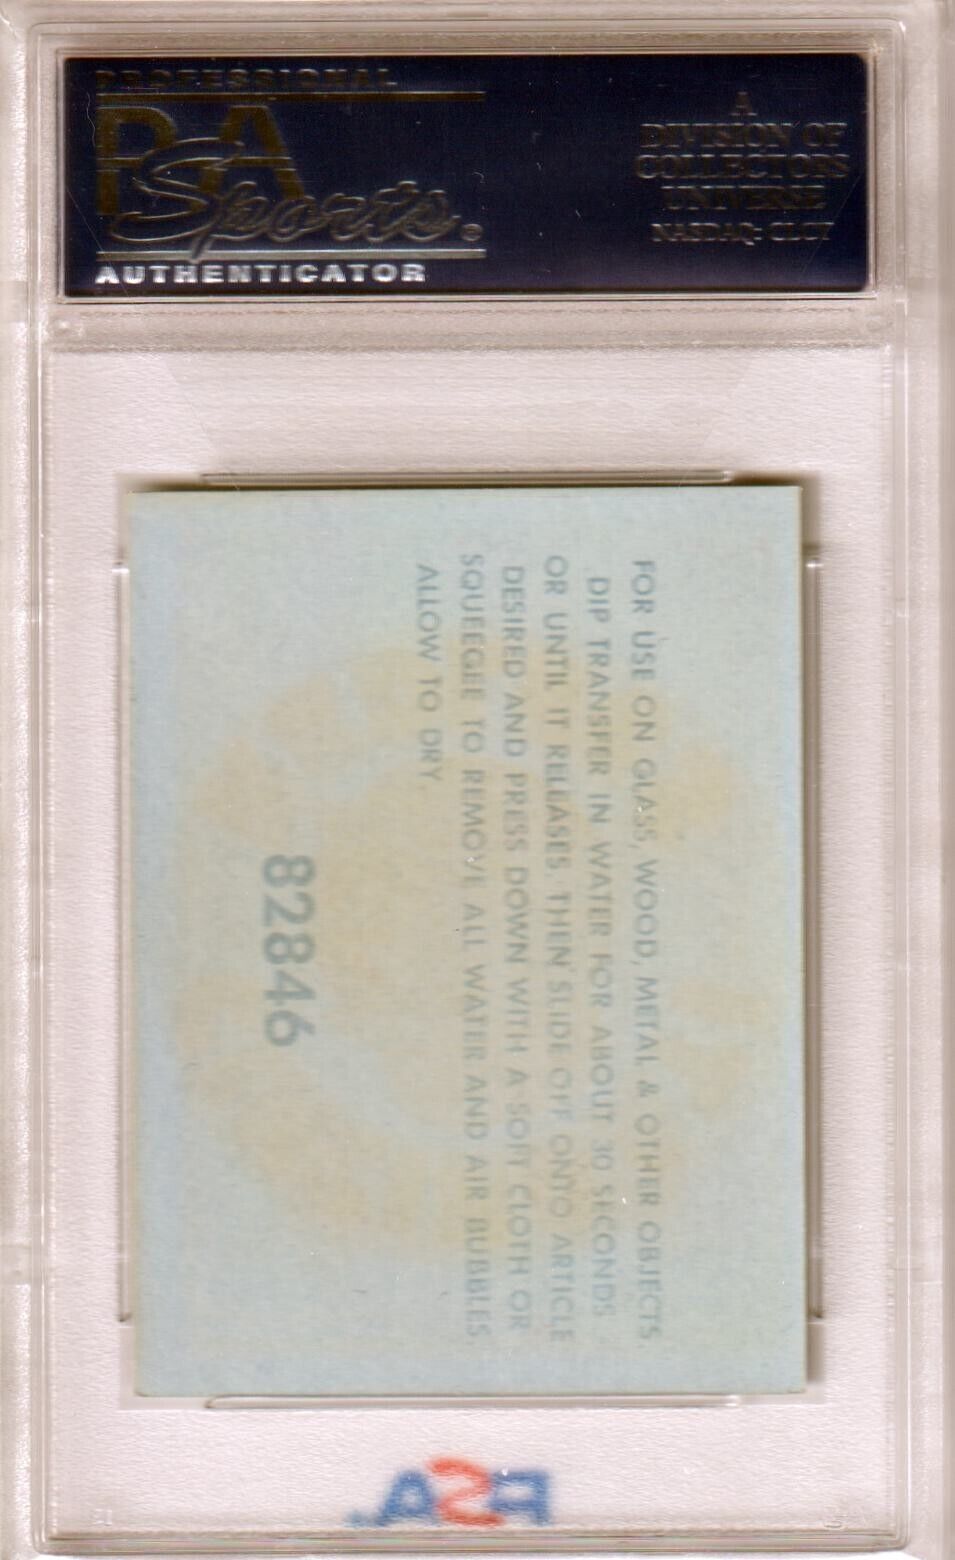 PROFESSIONAL
PSA
Sports®
AUTHENTICATOR
A
DIVISION OF
COLLECTORS
UNIVERSE
NASDAQ: CLCT
FOR USE ON GLASS, WOOD, METAL & OTHER OBJECTS.
DIP TRANSFER IN WATER FOR ABOUT 30 SECONDS
OR UNTIL IT RELEASES. THEN SLIDE OFF ONTO ARTICLE
DESIRED AND PRESS DOWN WITH A SOFT CLOTH OR
SQUEEGEE TO REMOVE ALL WATER AND AIR BUBBLES.
ALLOW TO DRY.
82846
PSA